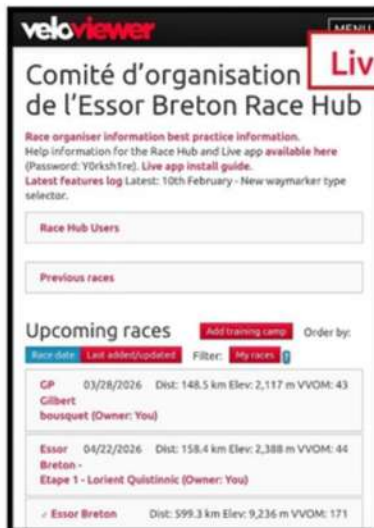 veloviewer
MENU
Liv
Comité d'organisation
de l'Essor Breton Race Hub
Race organiser information best practice information.
Help information for the Race Hub and Live app available here
(Password: Y0rksh1re). Live app install guide.
Latest features log Latest: 10th February - New waymarker type
selector.
Race Hub Users
Previous races
Upcoming races Add training camp Order by:
Race date Last added/updated Filter: My races
GP 03/28/2026 Dist: 148.5 km Elev: 2,117 m VVOM: 43
Gilbert
bousquet (Owner: You)
Essor 04/22/2026 Dist: 158.4 km Elev: 2,388 m VVOM: 44
Breton -
Etape 1 - Lorient Quistinnic (Owner: You)
Essor Breton Dist: 599.3 km Elev: 9,236 m VVOM: 171